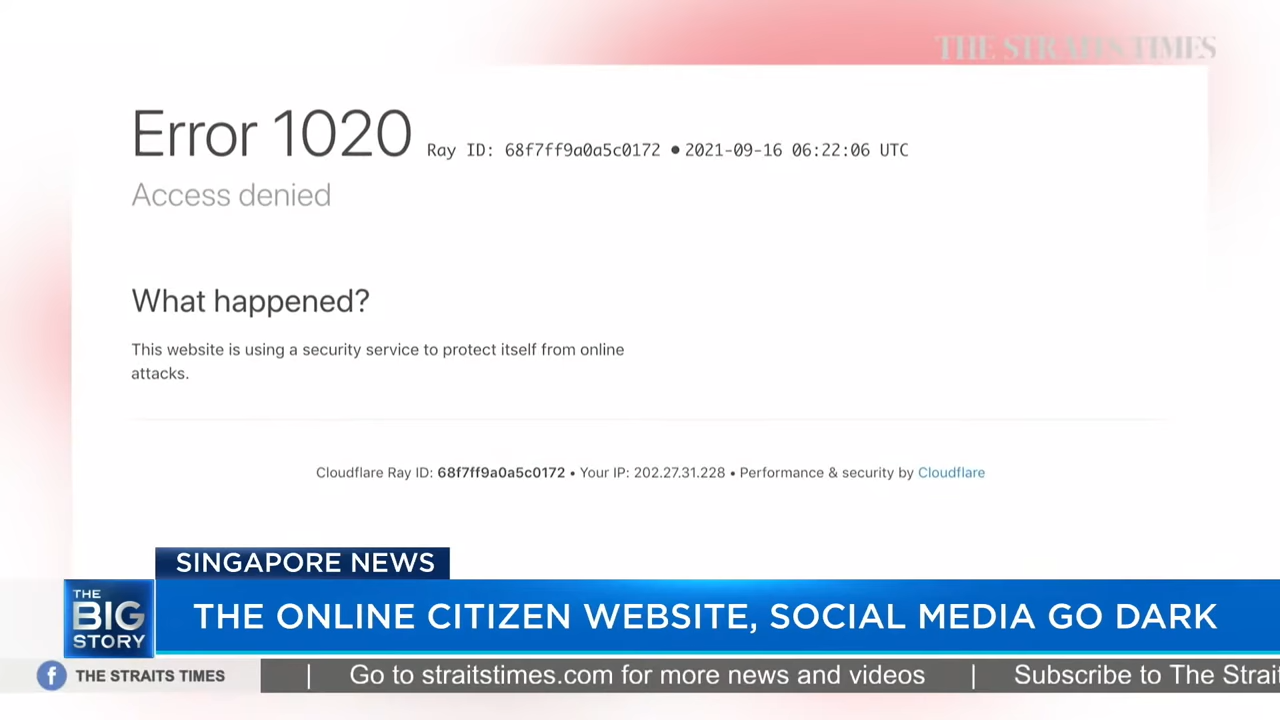 THE STRAITS TIMES
Error 1020 Ray ID: 68f7ff9a0a5c0172 • 2021-09-16 06:22:06 UTC
Access denied
What happened?
This website is using a security service to protect itself from online
attacks.
Cloudflare Ray ID: 68f7ff9a0a5c0172 • Your IP: 202.27.31.228 • Performance & security by Cloudflare
SINGAPORE NEWS
THE
BIG
STORY
THE ONLINE CITIZEN WEBSITE, SOCIAL MEDIA GO DARK
f THE STRAITS TIMES | Go to straitstimes.com for more news and videos | Subscribe to The Strai